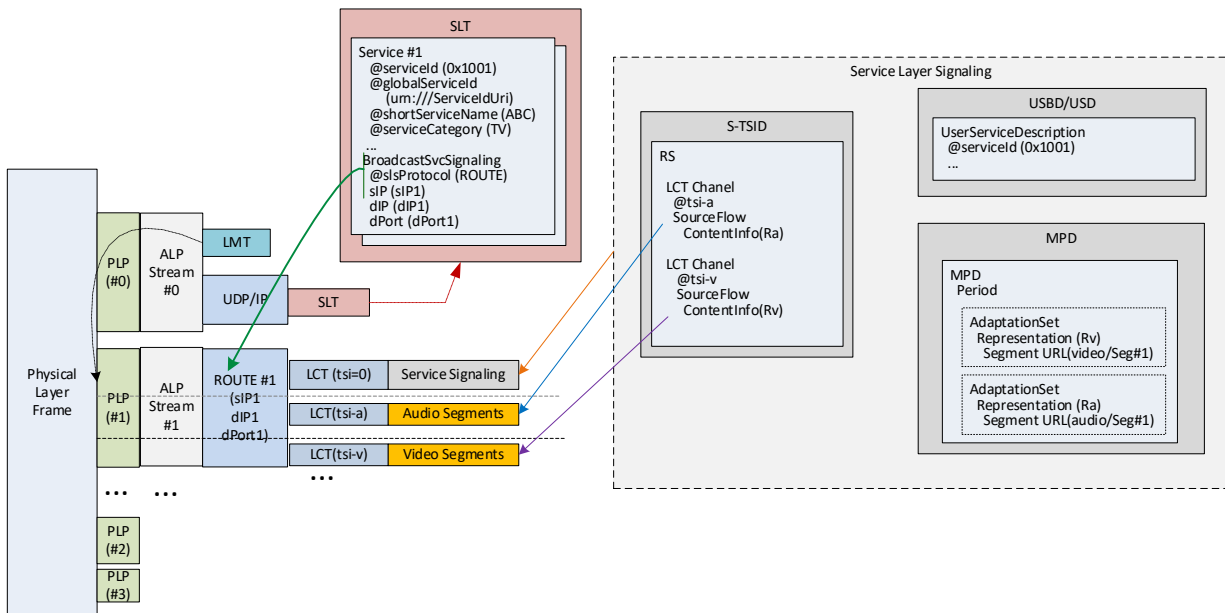 SLT
Service #1
@serviceId (0x1001)
@globalServiceId
(urn:///ServiceIdUri)
@shortServiceName (ABC)
@serviceCategory (TV)
...
BroadcastSvcSignaling
@slsProtocol (ROUTE)
sIP (sIP1)
dIP (dIP1)
dPort (dPort1)
Service Layer Signaling
S-TSID
RS
LCT Chanel
@tsi-a
SourceFlow
ContentInfo(Ra)
LCT Chanel
@tsi-v
SourceFlow
ContentInfo(Rv)
USBD/USD
UserServiceDescription
@serviceId (0x1001)
...
MPD
MPD
Period
AdaptationSet
Representation (Rv)
Segment URL(video/Seg#1)
AdaptationSet
Representation (Ra)
Segment URL(audio/Seg#1)
Physical
Layer
Frame
PLP
(#0)
ALP
Stream
#0
LMT
UDP/IP
SLT
PLP
(#1)
ALP
Stream
#1
ROUTE #1
(sIP1
dIP1
dPort1)
LCT (tsi=0)
Service Signaling
LCT(tsi-a)
Audio Segments
LCT(tsi-v)
Video Segments
...
...
...
PLP
(#2)
PLP
(#3)